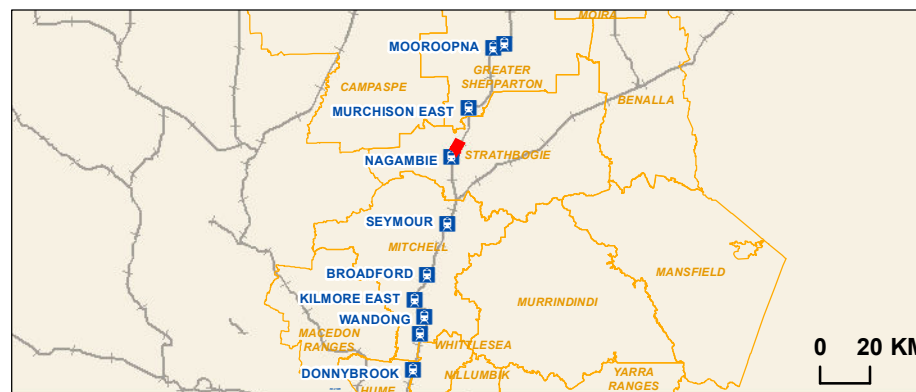 MOIRA
MOOROOPNA
GREATER
SHEPPARTON
CAMPASPE
BENALLA
MURCHISON EAST
NAGAMBIE
STRATHBOGIE
SEYMOUR
MITCHELL
BROADFORD
MANSFIELD
KILMORE EAST
MURRINDINDI
WANDONG
MACEDON
RANGES
WHITTLESEA
0 20 KM
DONNYBROOK
NILLUMBIK
YARRA
RANGES
HUME